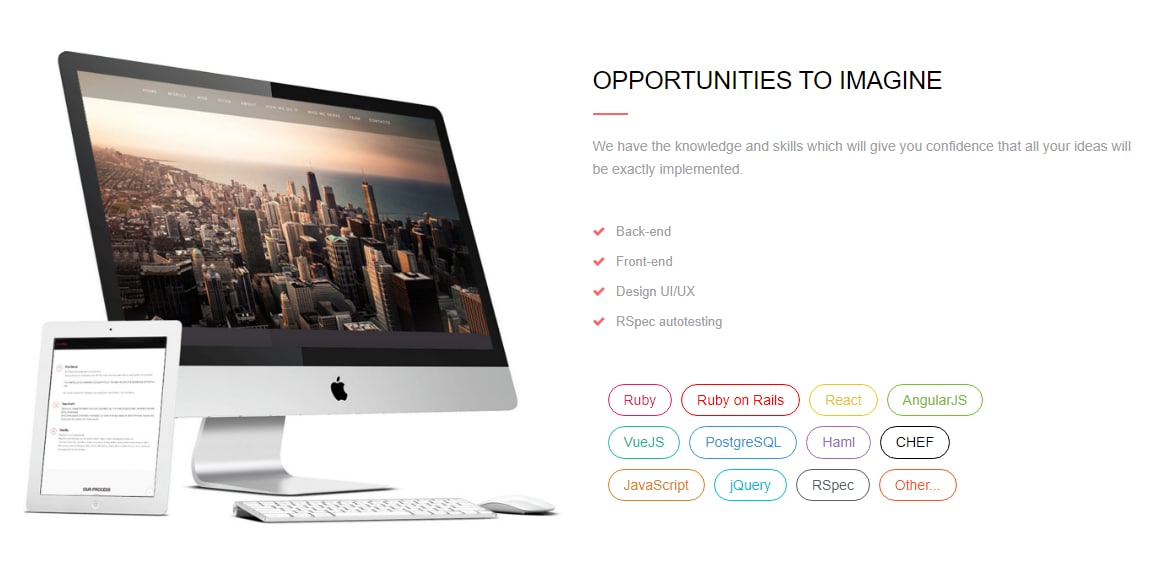 HOME MOBILE WEB TECH ABOUT HOW WE DO IT WHO WE SERVE TEAM CONTACTS
OPPORTUNITIES TO IMAGINE
We have the knowledge and skills which will give you confidence that all your ideas will
be exactly implemented.
Back-end
Front-end
Design UI/UX
RSpec autotesting
Ruby Ruby on Rails React AngularJS
VueJS PostgreSQL Haml CHEF
JavaScript jQuery RSpec Other...
OUR PROCESS